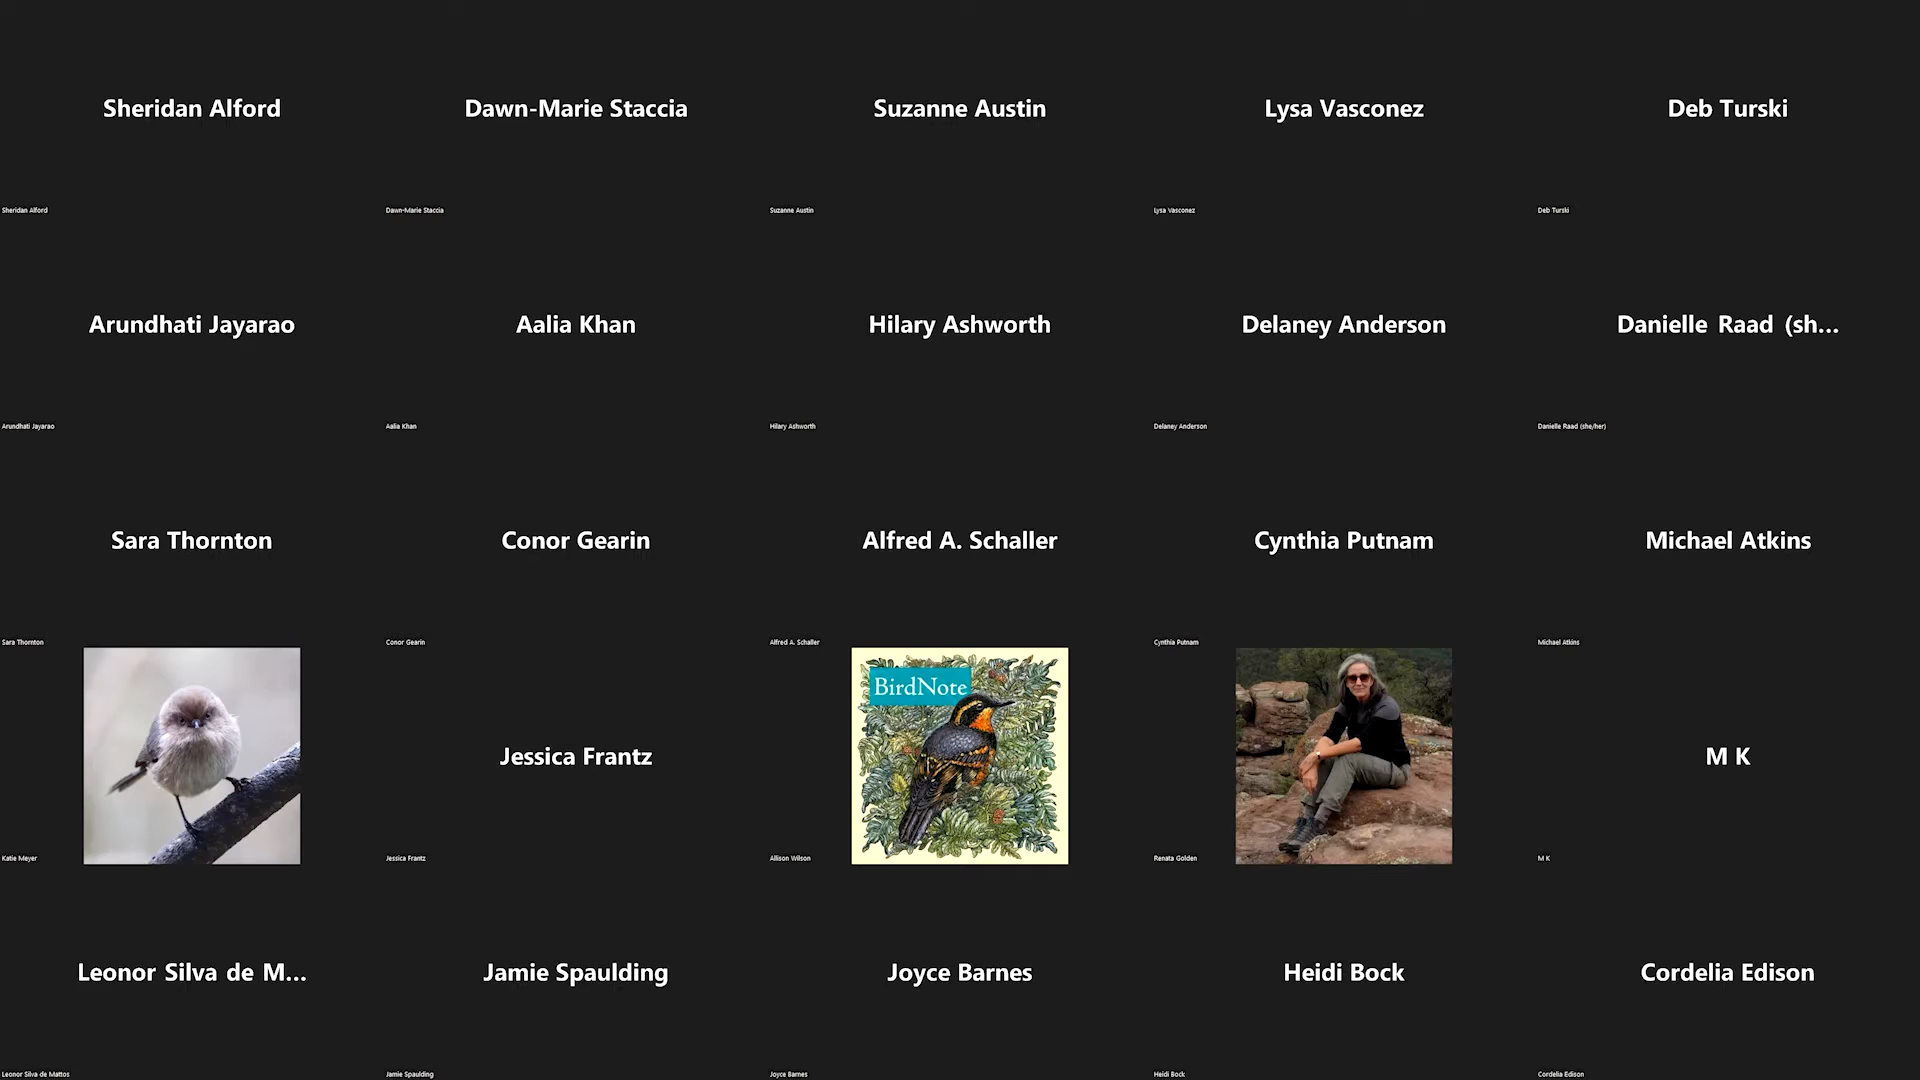 Sheridan Alford
Dawn-Marie Staccia
Suzanne Austin
Lysa Vasconez
Deb Turski
Sheridan Alford
Dawn-Marie Staccia
Suzanne Austin
Lysa Vasconez
Deb Turski
Arundhati Jayarao
Aalia Khan
Hilary Ashworth
Delaney Anderson
Danielle Raad (sh...
Arundhati Jayarao
Aalia Khan
Hilary Ashworth
Delaney Anderson
Danielle Raad (she/her)
Sara Thornton
Conor Gearin
Alfred A. Schaller
Cynthia Putnam
Michael Atkins
Sara Thornton
Conor Gearin
Alfred A. Schaller
Cynthia Putnam
Michael Atkins
BirdNote
Jessica Frantz
M K
Katie Meyer
Jessica Frantz
Allison Wilson
Renata Golden
M K
Leonor Silva de M...
Jamie Spaulding
Joyce Barnes
Heidi Bock
Cordelia Edison
Leonor Silva de Mattos
Jamie Spaulding
Joyce Barnes
Heidi Bock
Cordelia Edison